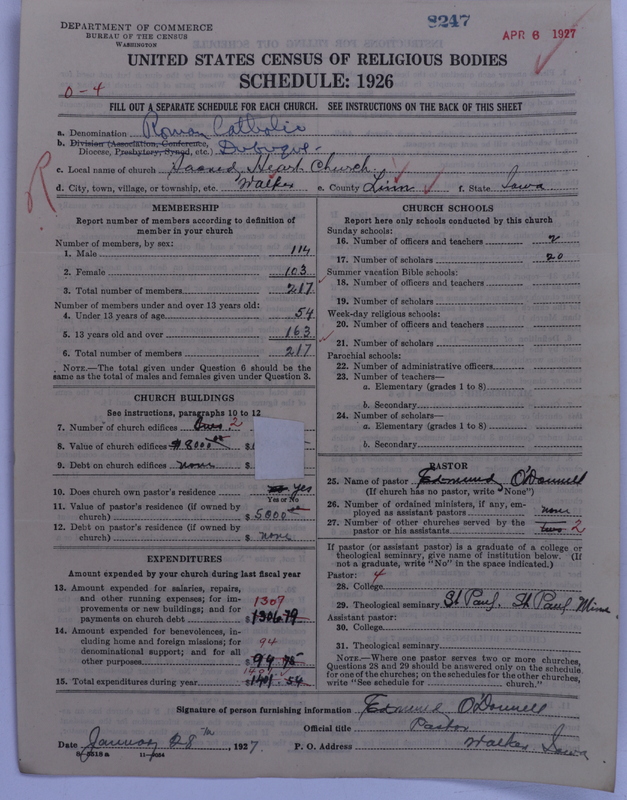 DEPARTMENT OF COMMERCE
BUREAU OF THE CENSUS
WASHINGTON
8247
APR 6 1927
UNITED STATES CENSUS OF RELIGIOUS BODIES
SCHEDULE: 1926
0-4
FILL OUT A SEPARATE SCHEDULE FOR EACH CHURCH. SEE INSTRUCTIONS ON THE BACK OF THIS SHEET
a. Denomination Roman Catholic
b. Division (Association, Conference,
Diocese, Presbytery, Synod, etc.) Dubuque
c. Local name of church Sacred Heart Church
d. City, town, village, or township, etc. Walker e. County Linn f. State Iowa
R
MEMBERSHIP
Report number of members according to definition of
member in your church
Number of members, by sex:
1. Male 114
2. Female 103
3. Total number of members 217
Number of members under and over 13 years old:
4. Under 13 years of age 54
5. 13 years old and over 163
6. Total number of members 217
NOTE.—The total given under Question 6 should be
same as the total of males and females given under Question 3.
CHURCH BUILDINGS
See instructions, paragraphs 10 to 12
7. Number of church edifices 2
8. Value of church edifices $8000.00 $
9. Debt on church edifices none $
10. Does church own pastor's residence Yes
Yes or No
11. Value of pastor's residence (if owned by
church) $ 5000.00
12. Debt on pastor's residence (if owned by
church) $ none
EXPENDITURES
Amount expended by your church during last fiscal year
13. Amount expended for salaries, repairs,
and other running expenses; for im-
provements or new buildings; and for
payments on church debt 1307 $1306.79
14. Amount expended for benevolences, in-
cluding home and foreign missions; for
denominational support; and for all
other purposes 94 $94.75
15. Total expenditures during year 1401 $1401.54
CHURCH SCHOOLS
Report here only schools conducted by this church
Sunday schools:
16. Number of officers and teachers 2
17. Number of scholars 20
Summer vacation Bible schools:
18. Number of officers and teachers
19. Number of scholars
Week-day religious schools:
20. Number of officers and teachers
21. Number of scholars
Parochial schools:
22. Number of administrative officers
23. Number of teachers—
a. Elementary (grades 1 to 8)
b. Secondary
24. Number of scholars—
a. Elementary (grades 1 to 8)
b. Secondary
PASTOR
25. Name of pastor Edmund O'Donnell
(If church has no pastor, write "None")
26. Number of ordained ministers, if any, em-
ployed as assistant pastors none
27. Number of other churches served by the
pastor or his assistants two 2
If pastor (or assistant pastor) is a graduate of a college or
theological seminary, give name of institution below. (If
not a graduate, write "No" in the space indicated.)
Pastor: 4
28. College
29. Theological seminary St Paul, St Paul Minn
Assistant pastor:
30. College
31. Theological seminary
NOTE.—Where one pastor serves two or more churches,
Questions 28 and 29 should be answered only on the schedule
for one of the churches; on the schedules for the other churches,
write "See schedule for church."
Signature of person furnishing information Edmund O'Donnell
Official title Pastor
Date January 28th, 1927. P. O. Address Walker Iowa